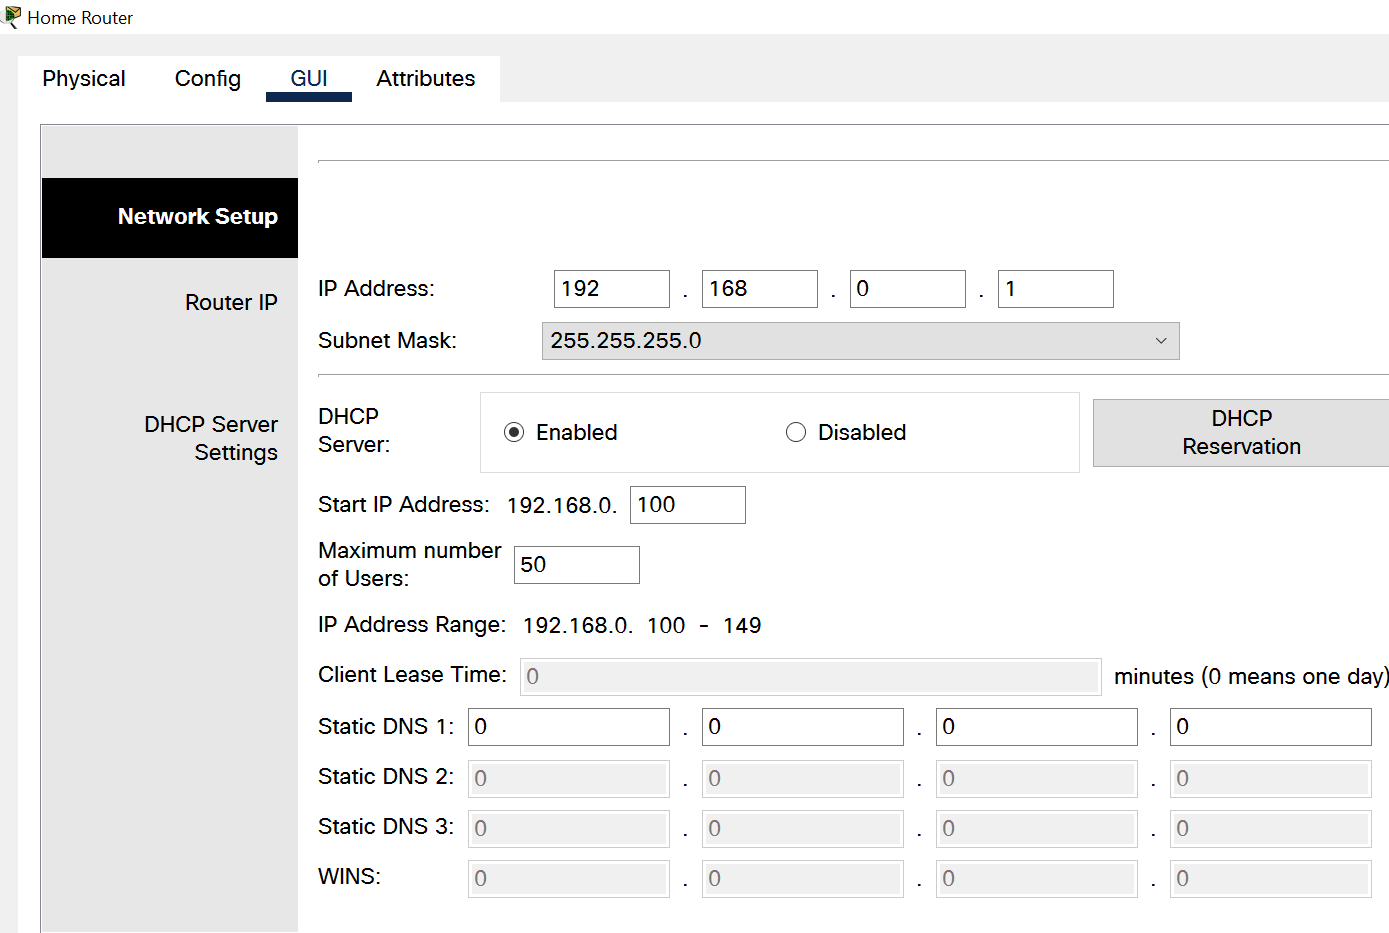 Home Router
Physical Config GUI Attributes
Network Setup
Router IP
IP Address: 192 . 168 . 0 . 1
Subnet Mask: 255.255.255.0
DHCP Server
Settings
DHCP
Server:
Enabled Disabled
DHCP
Reservation
Start IP Address: 192.168.0. 100
Maximum number
of Users:
50
IP Address Range: 192.168.0. 100 - 149
Client Lease Time: 0 minutes (0 means one day)
Static DNS 1: 0 . 0 . 0 . 0
Static DNS 2: 0 . 0 . 0 . 0
Static DNS 3: 0 . 0 . 0 . 0
WINS: 0 . 0 . 0 . 0